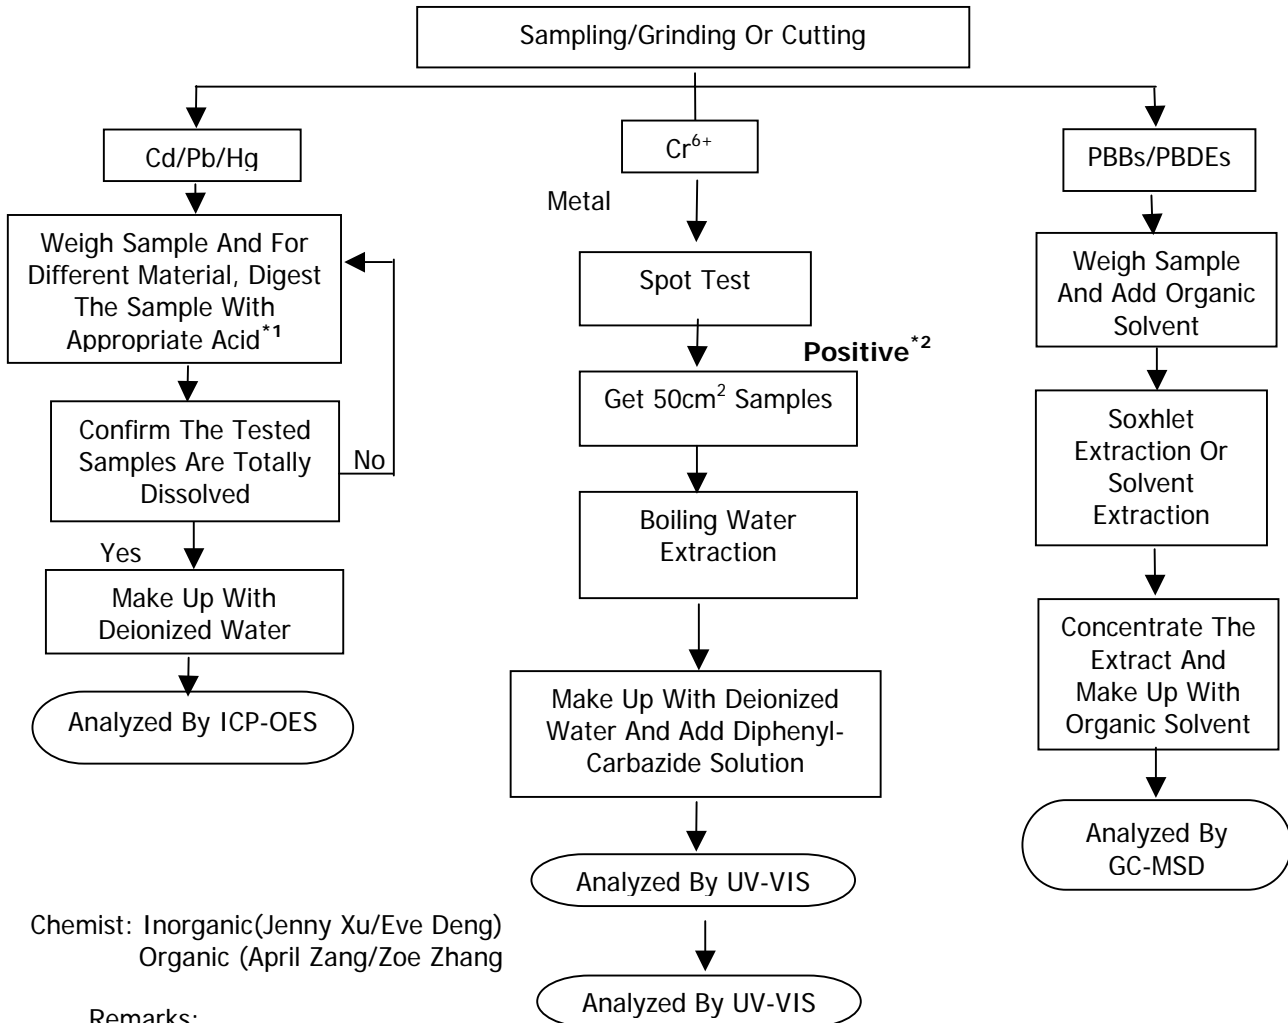 Sampling/Grinding Or Cutting
Cd/Pb/Hg
Weigh Sample And For
Different Material, Digest
The Sample With
Appropriate Acid*1
Confirm The Tested
Samples Are Totally
Dissolved
No
Yes
Make Up With
Deionized Water
Analyzed By ICP-OES
Cr6+
Metal
Spot Test
Positive*2
Get 50cm2 Samples
Boiling Water
Extraction
Make Up With Deionized
Water And Add Diphenyl-
Carbazide Solution
Analyzed By UV-VIS
Analyzed By UV-VIS
PBBs/PBDEs
Weigh Sample
And Add Organic
Solvent
Soxhlet
Extraction Or
Solvent
Extraction
Concentrate The
Extract And
Make Up With
Organic Solvent
Analyzed By
GC-MSD
Chemist: Inorganic(Jenny Xu/Eve Deng)
Organic (April Zang/Zoe Zhang
Remarks: